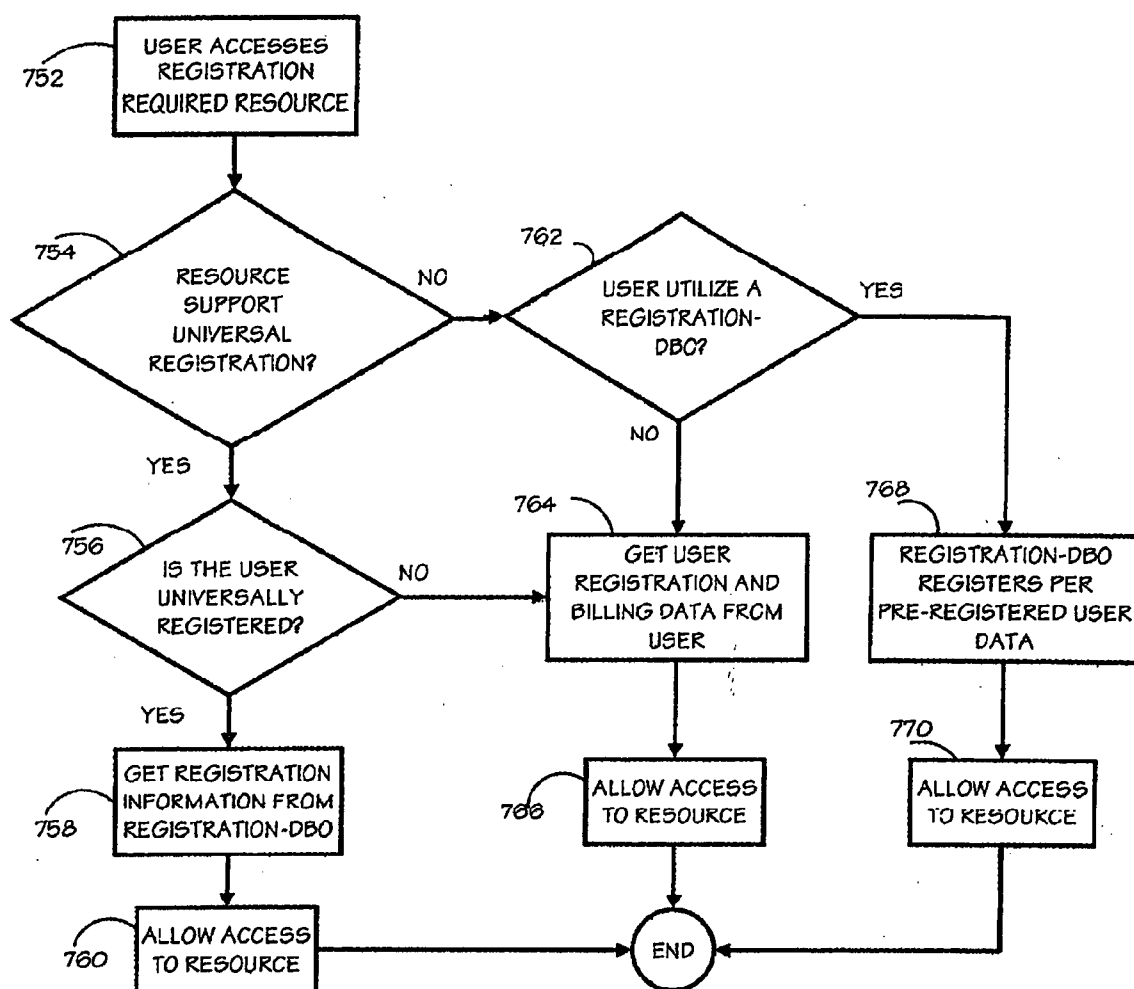 752
USER ACCESSES
REGISTRATION
REQUIRED RESOURCE
754
RESOURCE
SUPPORT
UNIVERSAL
REGISTRATION?
NO
YES
762
USER UTILIZE A
REGISTRATION-
DBO?
YES
NO
756
IS THE USER
UNIVERSALLY
REGISTERED?
NO
YES
764
GET USER
REGISTRATION AND
BILLING DATA FROM
USER
768
REGISTRATION-DBO
REGISTERS PER
PRE-REGISTERED USER
DATA
758
GET REGISTRATION
INFORMATION FROM
REGISTRATION-DBO
766
ALLOW ACCESS
TO RESOURCE
770
ALLOW ACCESS
TO RESOURCE
760
ALLOW ACCESS
TO RESOURCE
END